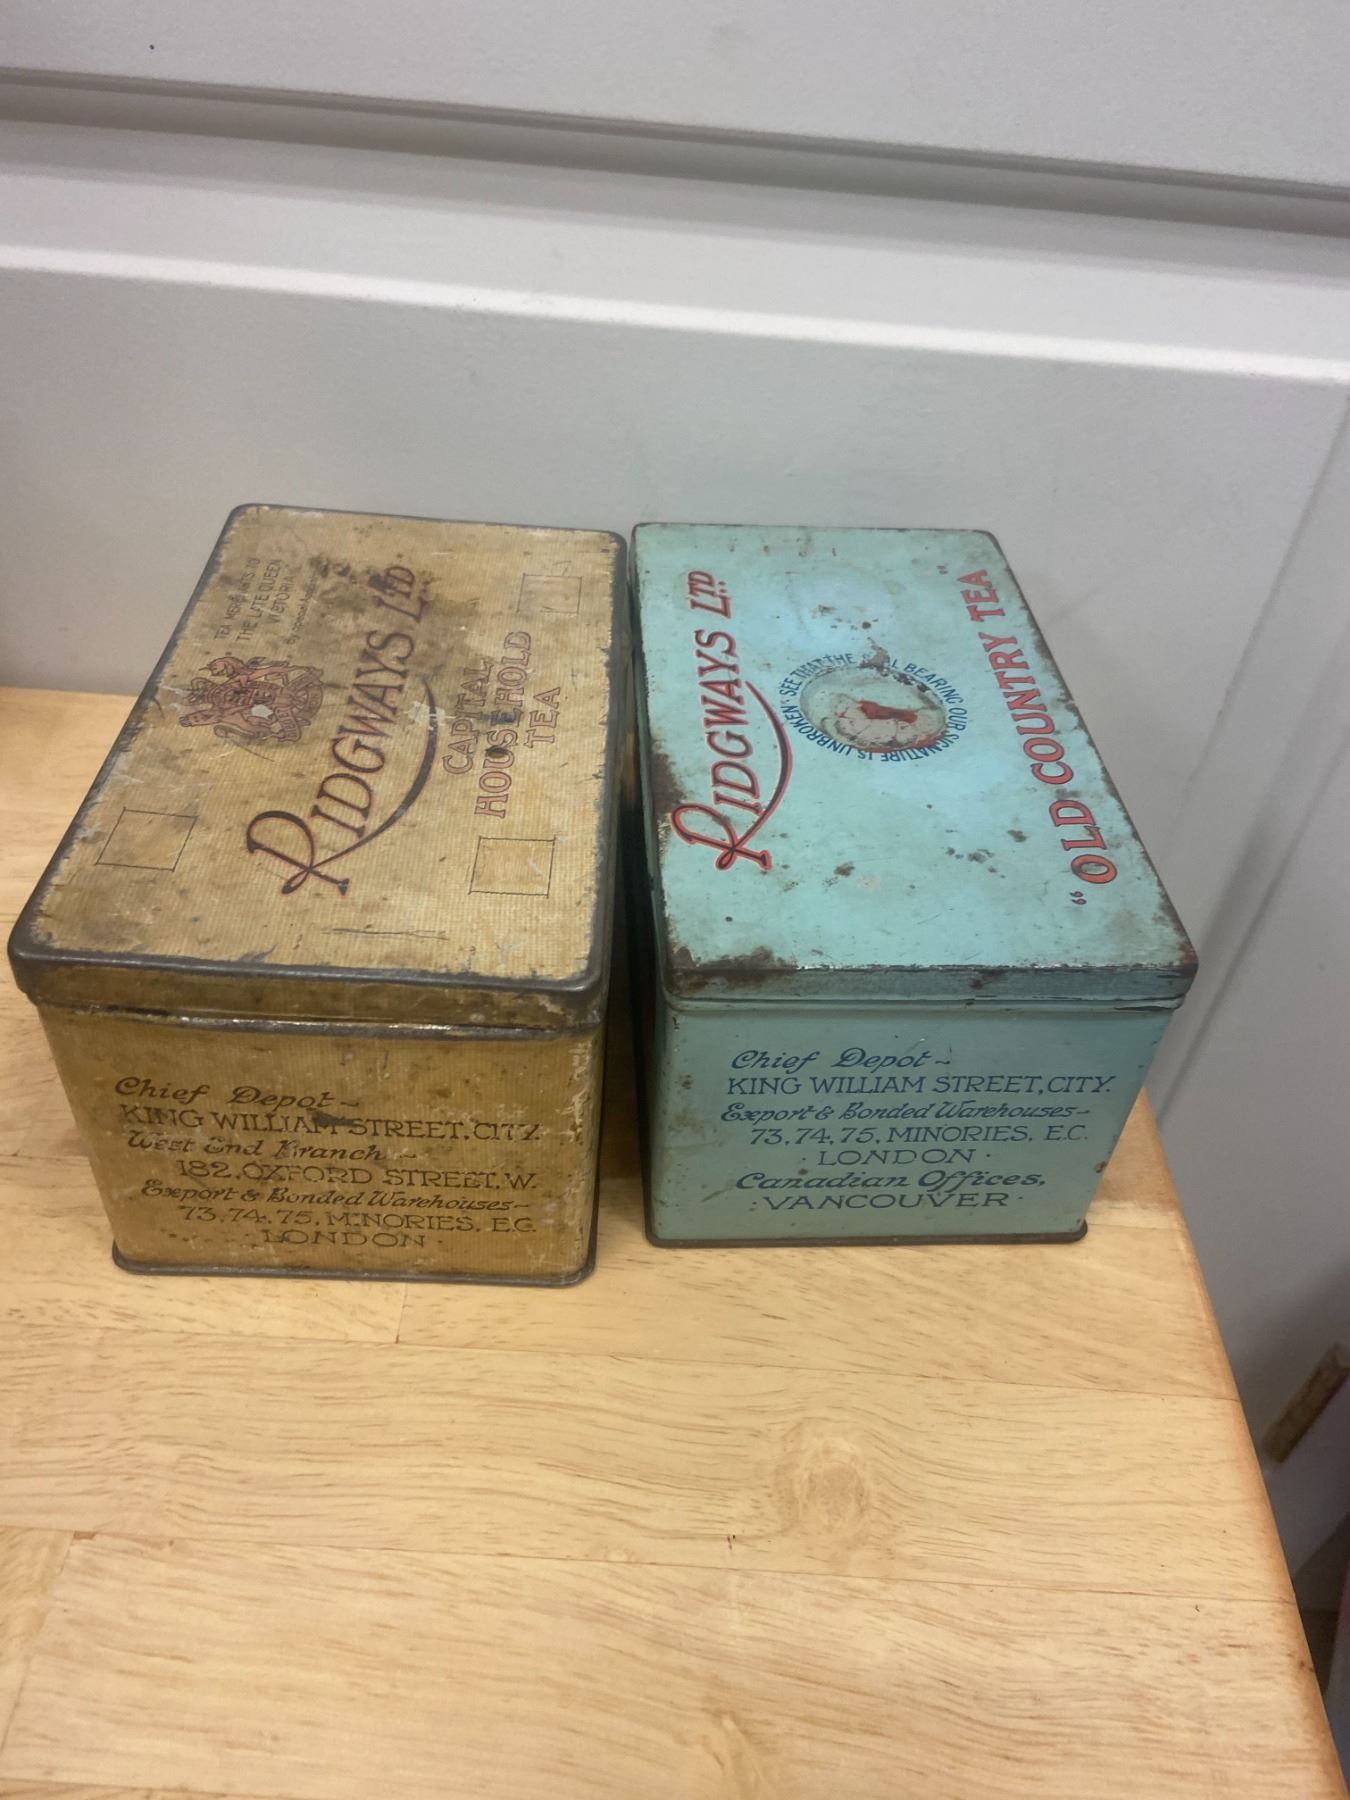 TEA MERCHANTS TO
THE LATE QUEEN
VICTORIA
By Special
RIDGWAYS LTD
CAPITAL
HOUSEHOLD
TEA
Chief Depot~
KING WILLIAM STREET, CITY.
West End Branch ~
182, OXFORD STREET, W.
Export & Bonded Warehouses~
73, 74, 75, MINORIES, E.C.
· LONDON ·
RIDGWAYS LTD
SEE THAT THE SEAL BEARING OUR SIGNATURE IS UNBROKEN
"OLD COUNTRY TEA"
Chief Depot ~
KING WILLIAM STREET, CITY.
Export & Bonded Warehouses~
73, 74, 75, MINORIES, E.C.
· LONDON ·
Canadian Offices,
· VANCOUVER ·